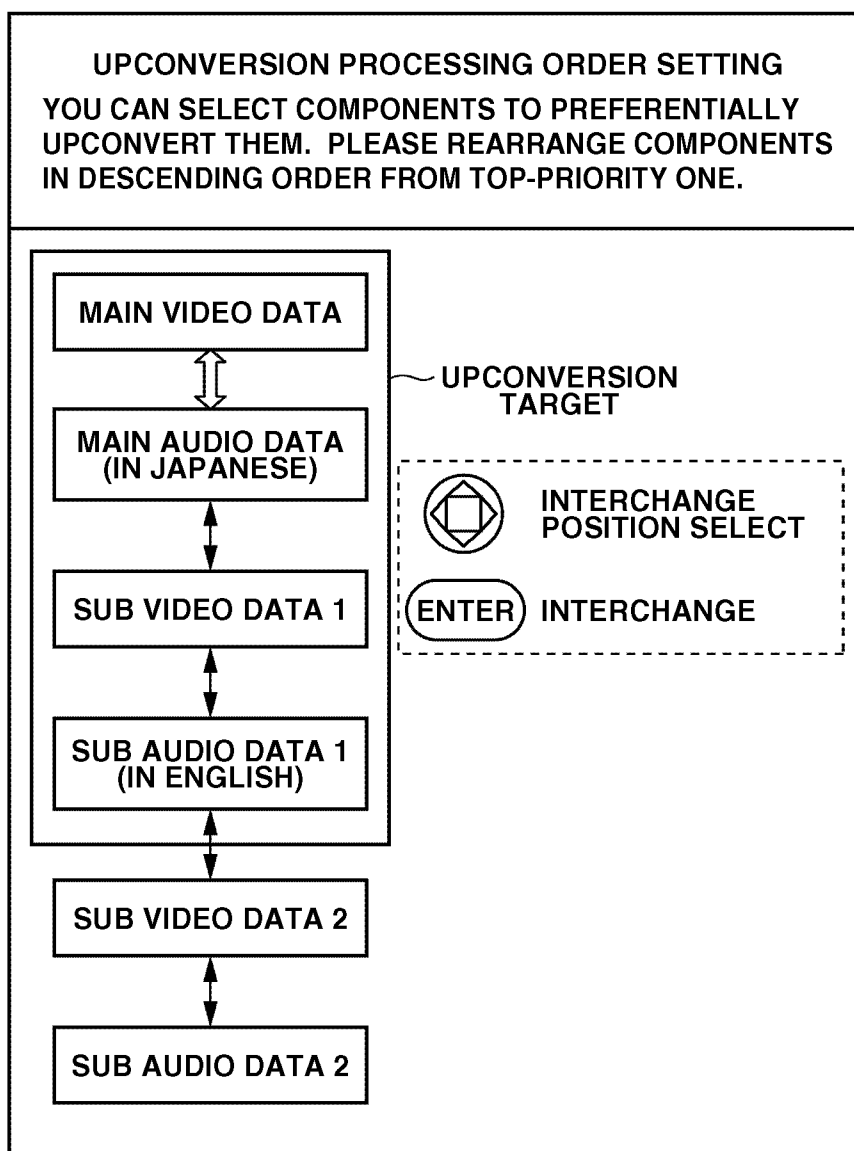 UPCONVERSION PROCESSING ORDER SETTING
YOU CAN SELECT COMPONENTS TO PREFERENTIALLY
UPCONVERT THEM. PLEASE REARRANGE COMPONENTS
IN DESCENDING ORDER FROM TOP-PRIORITY ONE.
MAIN VIDEO DATA
UPCONVERSION
TARGET
MAIN AUDIO DATA
(IN JAPANESE)
INTERCHANGE
POSITION SELECT
SUB VIDEO DATA 1
ENTER INTERCHANGE
SUB AUDIO DATA 1
(IN ENGLISH)
SUB VIDEO DATA 2
SUB AUDIO DATA 2